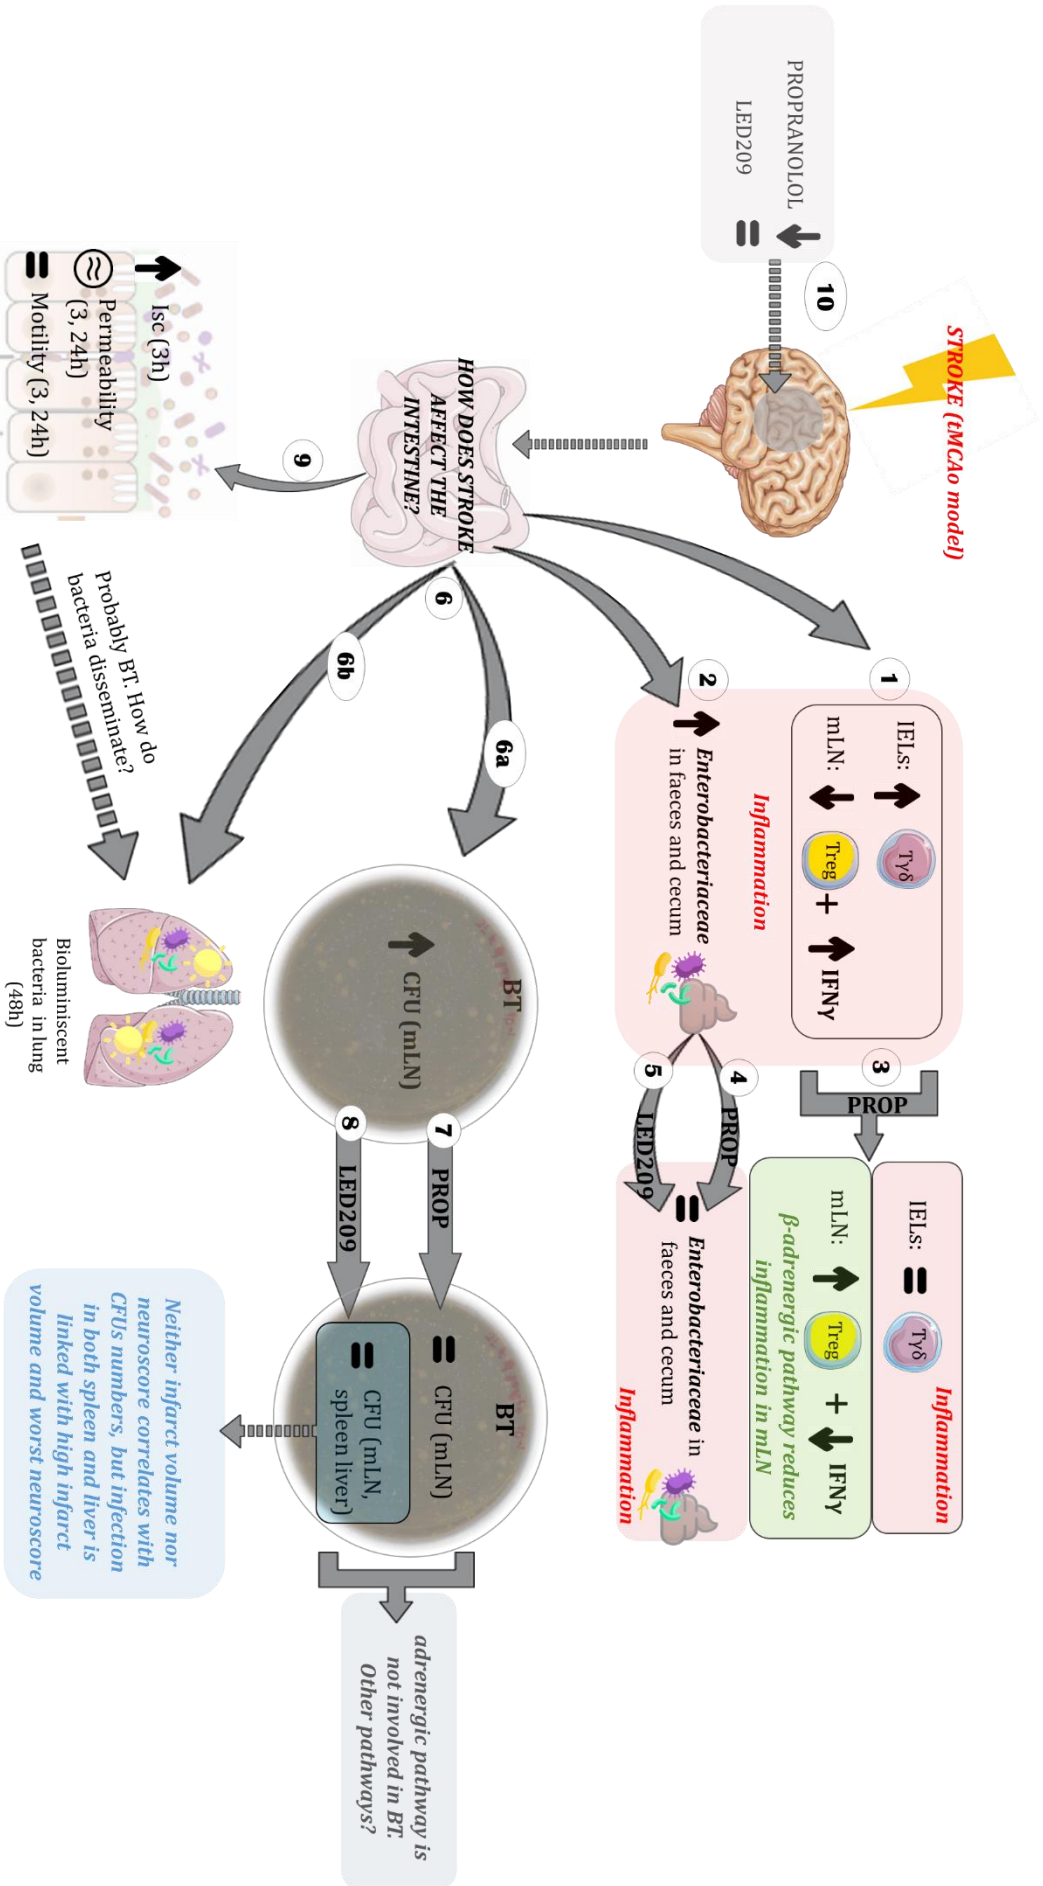 STROKE (tMCAo model)
PROPRANOLOL
LED209 =
10
HOW DOES STROKE
AFFECT THE
INTESTINE?
1
IELs:
Tγδ
mLN:
Treg
+
IFNγ
Inflammation
2
Enterobacteriaceae
in faeces and cecum
3
PROP
Inflammation
IELs: =
Tγδ
mLN:
Treg
+
IFNγ
β-adrenergic pathway reduces
inflammation in mLN
4
PROP
5
LED209
= Enterobacteriaceae in
faeces and cecum
Inflammation
6
6a
6b
BT
CFU (mLN)
7
PROP
8
LED209
BT
= CFU (mLN)
= CFU (mLN,
spleen liver)
adrenergic pathway is
not involved in BT.
Other pathways?
Neither infarct volume nor
neuroscore correlates with
CFUs numbers, but infection
in both spleen and liver is
linked with high infarct
volume and worst neuroscore
9
Isc (3h)
≈ Permeability
(3, 24h)
= Motility (3, 24h)
Probably BT. How do
bacteria disseminate?
Bioluminiscent
bacteria in lung
(48h)